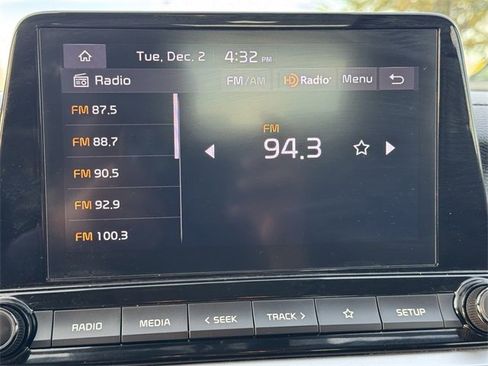 Tue, Dec. 2 4:32 PM
Radio FM/AM HD Radio Menu
FM 87.5
FM 88.7
FM 90.5
FM 92.9
FM 100.3
FM
94.3
RADIO MEDIA < SEEK TRACK > SETUP